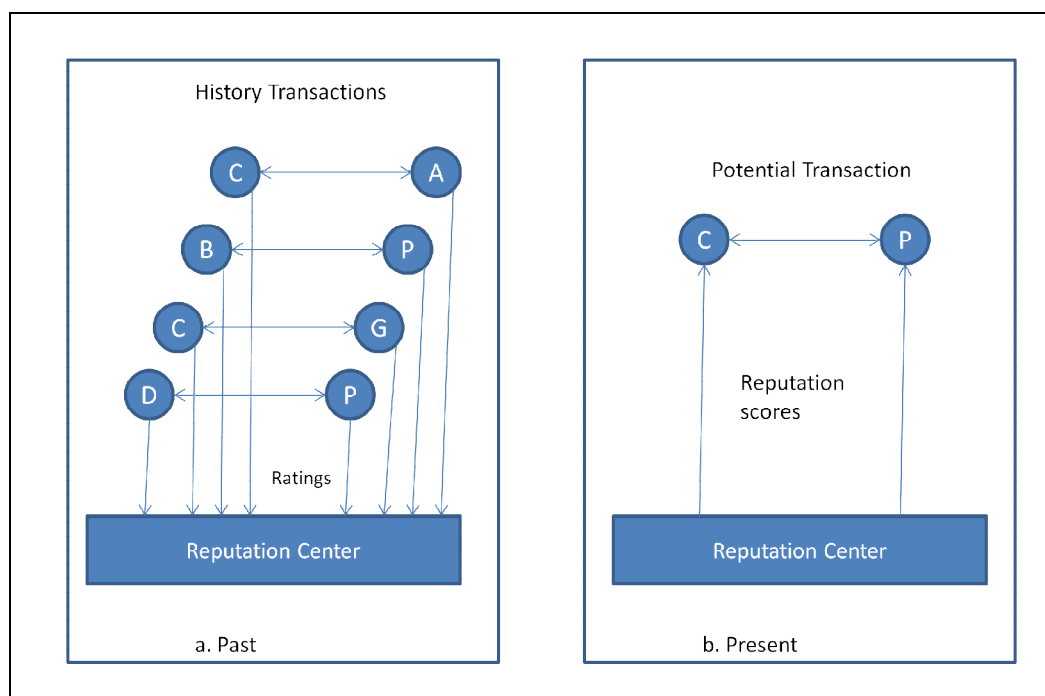 History Transactions
C A
B P
C G
D P
Ratings
Reputation Center
a. Past
Potential Transaction
C P
Reputation
scores
Reputation Center
b. Present